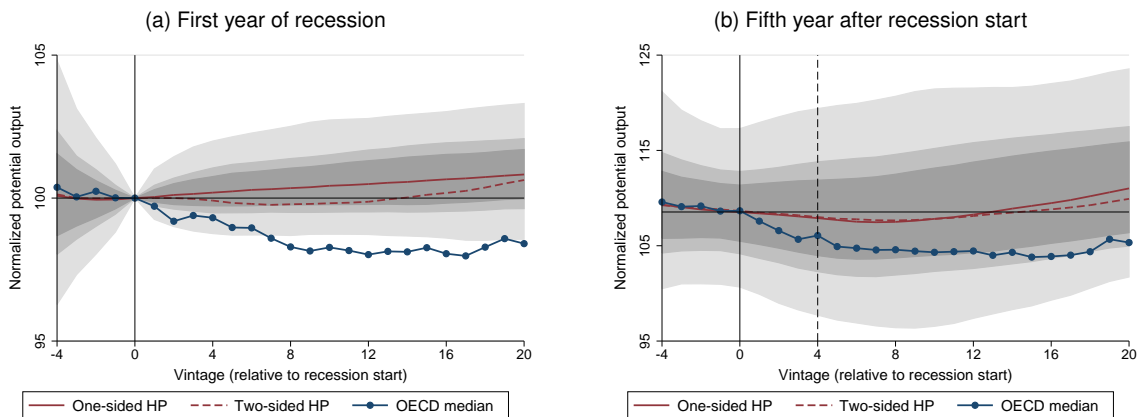 (a) First year of recession
Normalized potential output
105
100
95
-4 0 4 8 12 16 20
Vintage (relative to recession start)
One-sided HP Two-sided HP OECD median
(b) Fifth year after recession start
Normalized potential output
125
115
105
95
-4 0 4 8 12 16 20
Vintage (relative to recession start)
One-sided HP Two-sided HP OECD median